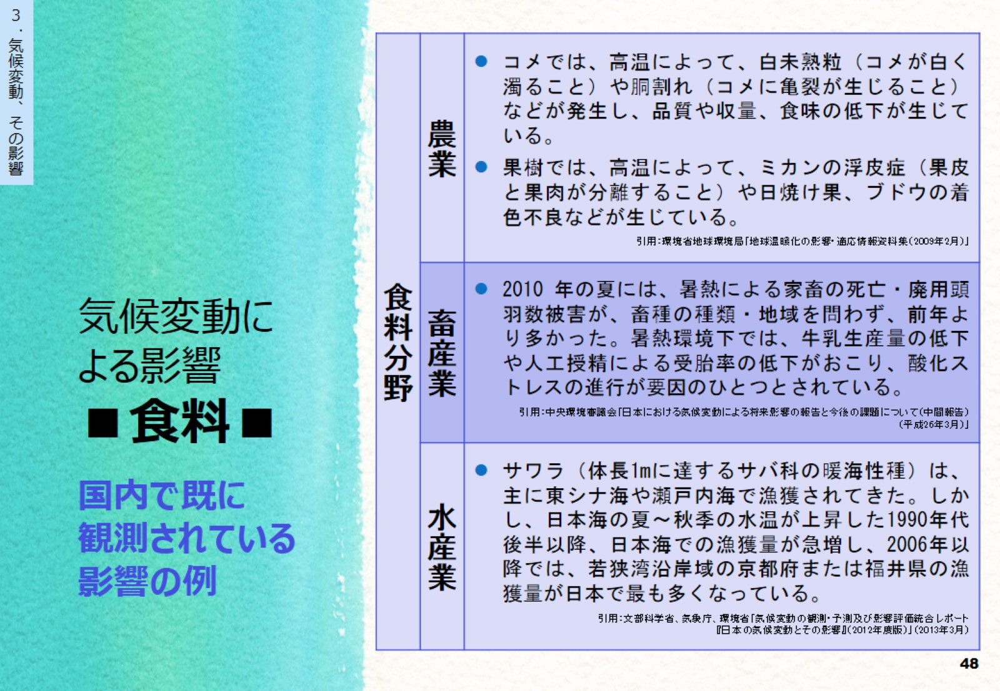 3．気候変動、その影響
気候変動に
よる影響
■食料■
国内で既に
観測されている
影響の例
食料分野
農業
● コメでは、高温によって、白未熟粒（コメが白く
濁ること）や胴割れ（コメに亀裂が生じること）
などが発生し、品質や収量、食味の低下が生じて
いる。
● 果樹では、高温によって、ミカンの浮皮症（果皮
と果肉が分離すること）や日焼け果、ブドウの着
色不良などが生じている。
引用：環境省地球環境局「地球温暖化の影響・適応情報資料集（2009年2月）」
畜産業
● 2010 年の夏には、暑熱による家畜の死亡・廃用頭
羽数被害が、畜種の種類・地域を問わず、前年よ
り多かった。暑熱環境下では、牛乳生産量の低下
や人工授精による受胎率の低下がおこり、酸化ス
トレスの進行が要因のひとつとされている。
引用：中央環境審議会「日本における気候変動による将来影響の報告と今後の課題について（中間報告）
（平成26年3月）」
水産業
● サワラ（体長1mに達するサバ科の暖海性種）は、
主に東シナ海や瀬戸内海で漁獲されてきた。しか
し、日本海の夏～秋季の水温が上昇した1990年代
後半以降、日本海での漁獲量が急増し、2006年以
降では、若狭湾沿岸域の京都府または福井県の漁
獲量が日本で最も多くなっている。
引用：文部科学省、気象庁、環境省「気候変動の観測・予測及び影響評価統合レポート
『日本の気候変動とその影響』（2012年度版）」（2013年3月）
48